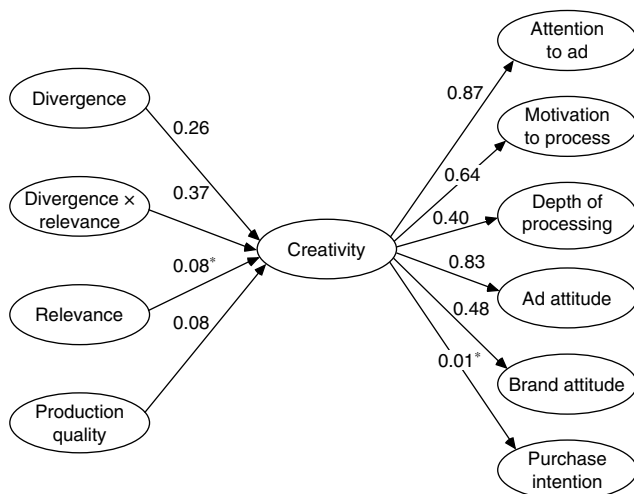 Divergence
Divergence ×
relevance
Relevance
Production
quality
0.26
0.37
0.08*
0.08
Creativity
0.87
0.64
0.40
0.83
0.48
0.01*
Attention
to ad
Motivation
to process
Depth of
processing
Ad attitude
Brand attitude
Purchase
intention